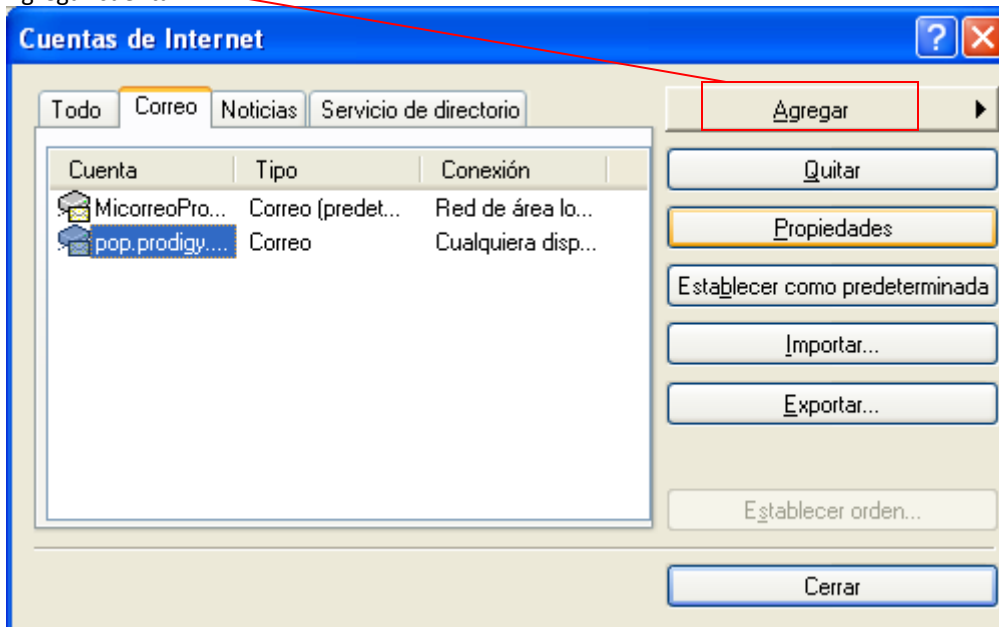 Cuentas de Internet
Todo Correo Noticias Servicio de directorio
Agregar
Cuenta Tipo Conexión
Quitar
MicorreoPro... Correo (predet... Red de área lo...
pop.prodigy.... Correo Cualquiera disp...
Propiedades
Establecer como predeterminada
Importar...
Exportar...
Establecer orden...
Cerrar